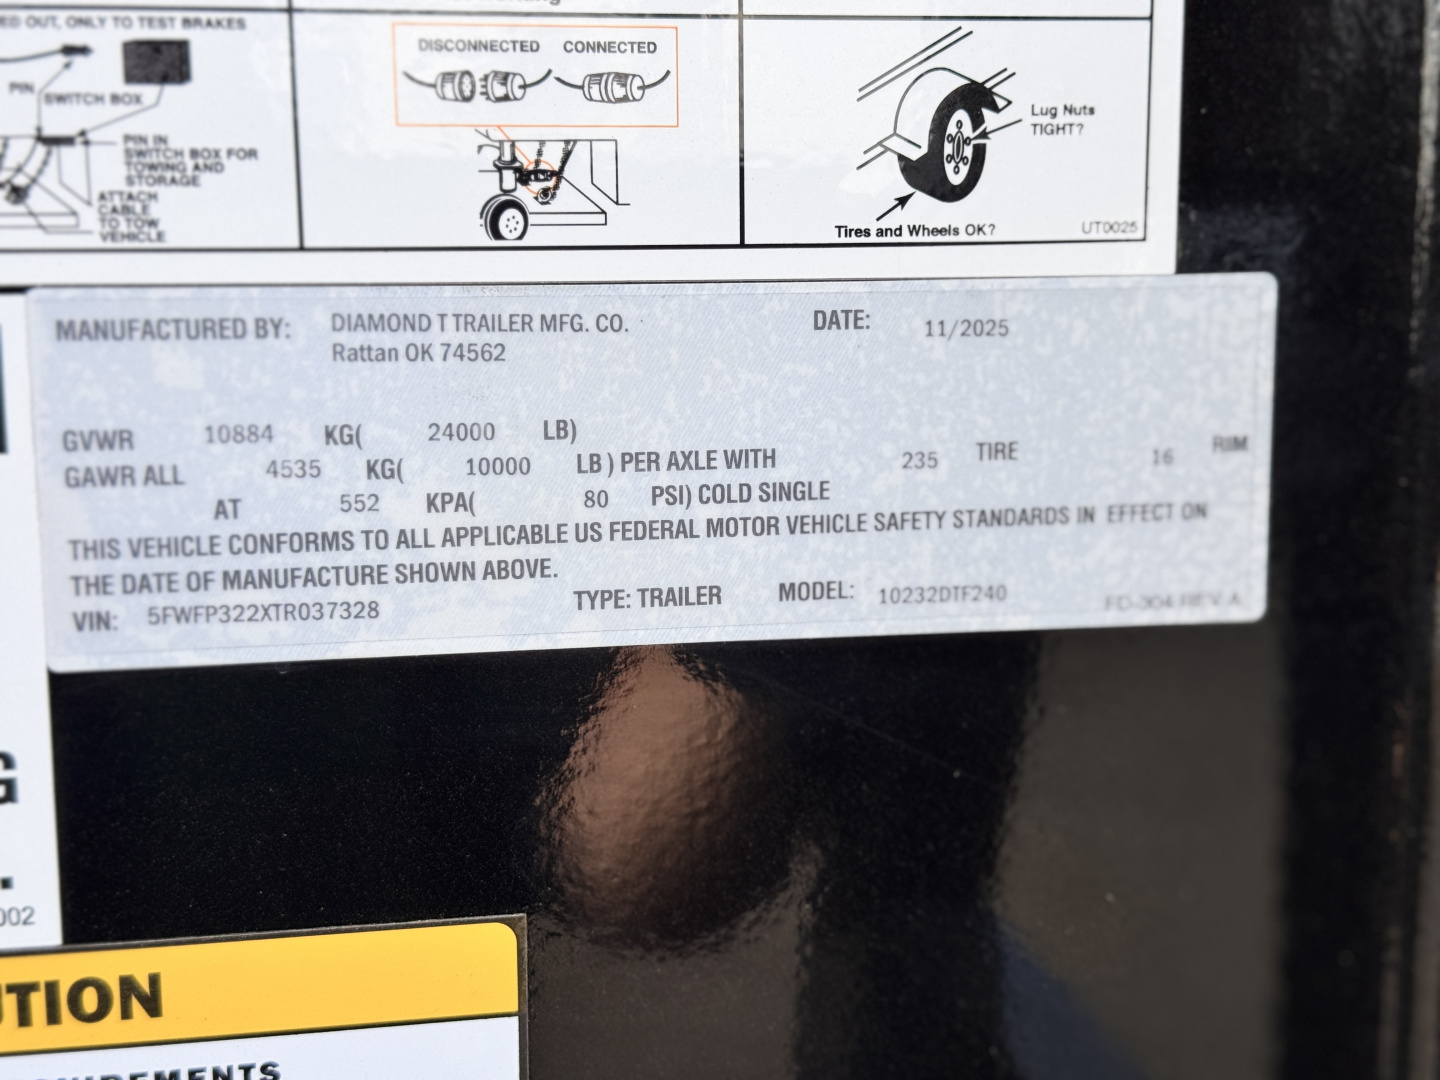 ED OUT, ONLY TO TEST BRAKES
PIN
SWITCH BOX
PIN IN
SWITCH BOX FOR
TOWING AND
STORAGE
ATTACH
CABLE
TO TOW
VEHICLE
DISCONNECTED CONNECTED
Lug Nuts
TIGHT?
Tires and Wheels OK?
UT0025
MANUFACTURED BY: DIAMOND T TRAILER MFG. CO. DATE: 11/2025
Rattan OK 74562
GVWR 10884 KG( 24000 LB)
GAWR ALL 4535 KG( 10000 LB ) PER AXLE WITH 235 TIRE 16 RIM
AT 552 KPA( 80 PSI) COLD SINGLE
THIS VEHICLE CONFORMS TO ALL APPLICABLE US FEDERAL MOTOR VEHICLE SAFETY STANDARDS IN EFFECT ON
THE DATE OF MANUFACTURE SHOWN ABOVE.
VIN: 5FWFP322XTR037328 TYPE: TRAILER MODEL: 10232DTF240 FD-304 REV A
G
.
002
UTION
QUIREMENTS